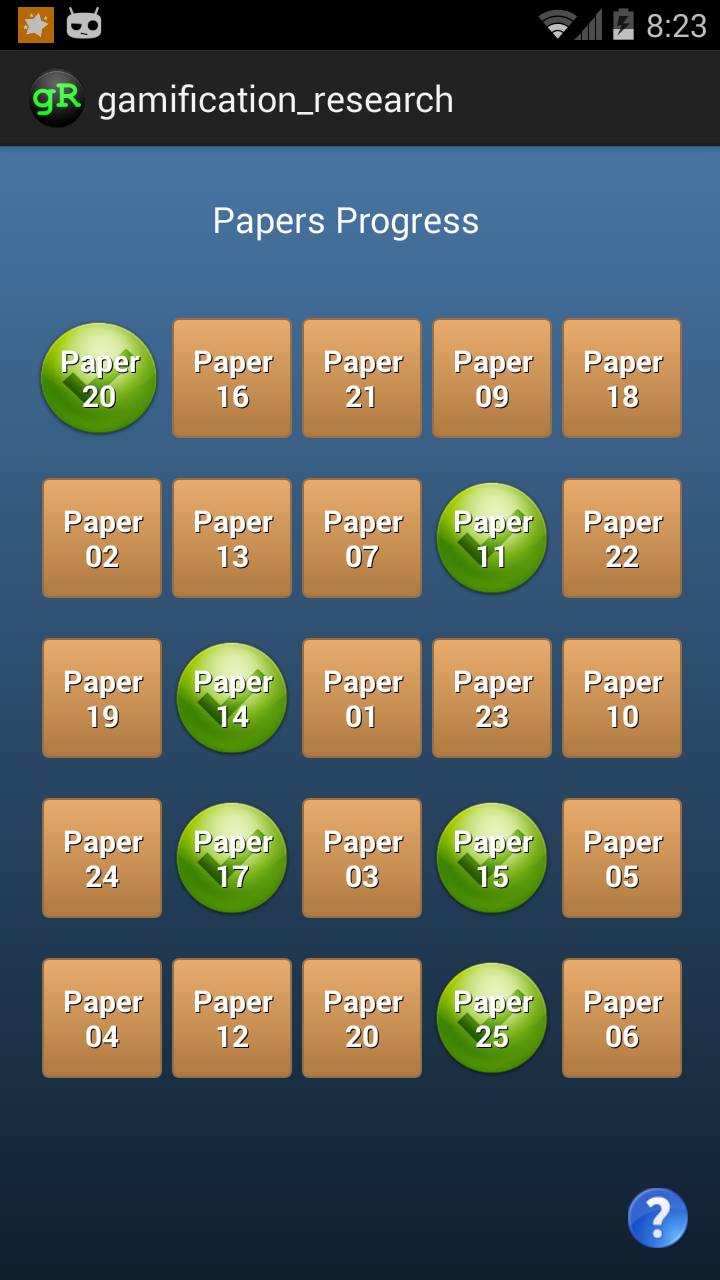 8:23
gR gamification_research
Papers Progress
Paper 20
Paper 16
Paper 21
Paper 09
Paper 18
Paper 02
Paper 13
Paper 07
Paper 11
Paper 22
Paper 19
Paper 14
Paper 01
Paper 23
Paper 10
Paper 24
Paper 17
Paper 03
Paper 15
Paper 05
Paper 04
Paper 12
Paper 20
Paper 25
Paper 06
?